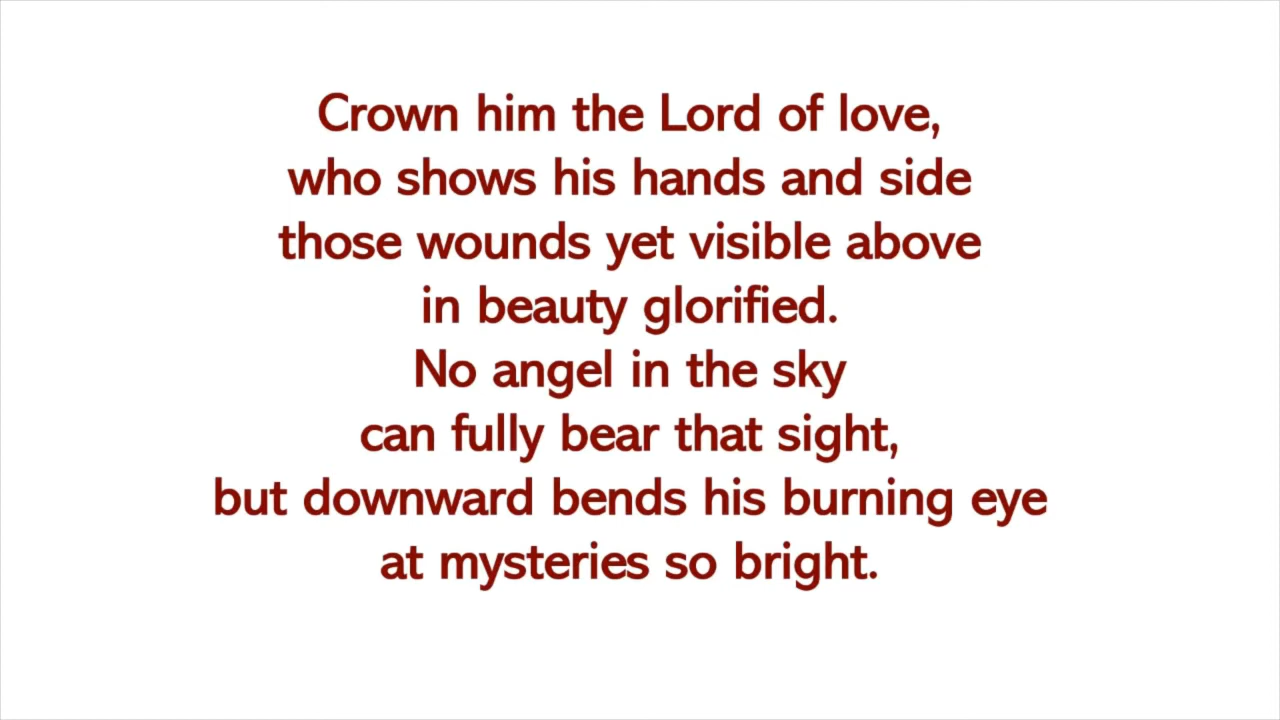 Crown him the Lord of love,
who shows his hands and side
those wounds yet visible above
in beauty glorified.
No angel in the sky
can fully bear that sight,
but downward bends his burning eye
at mysteries so bright.